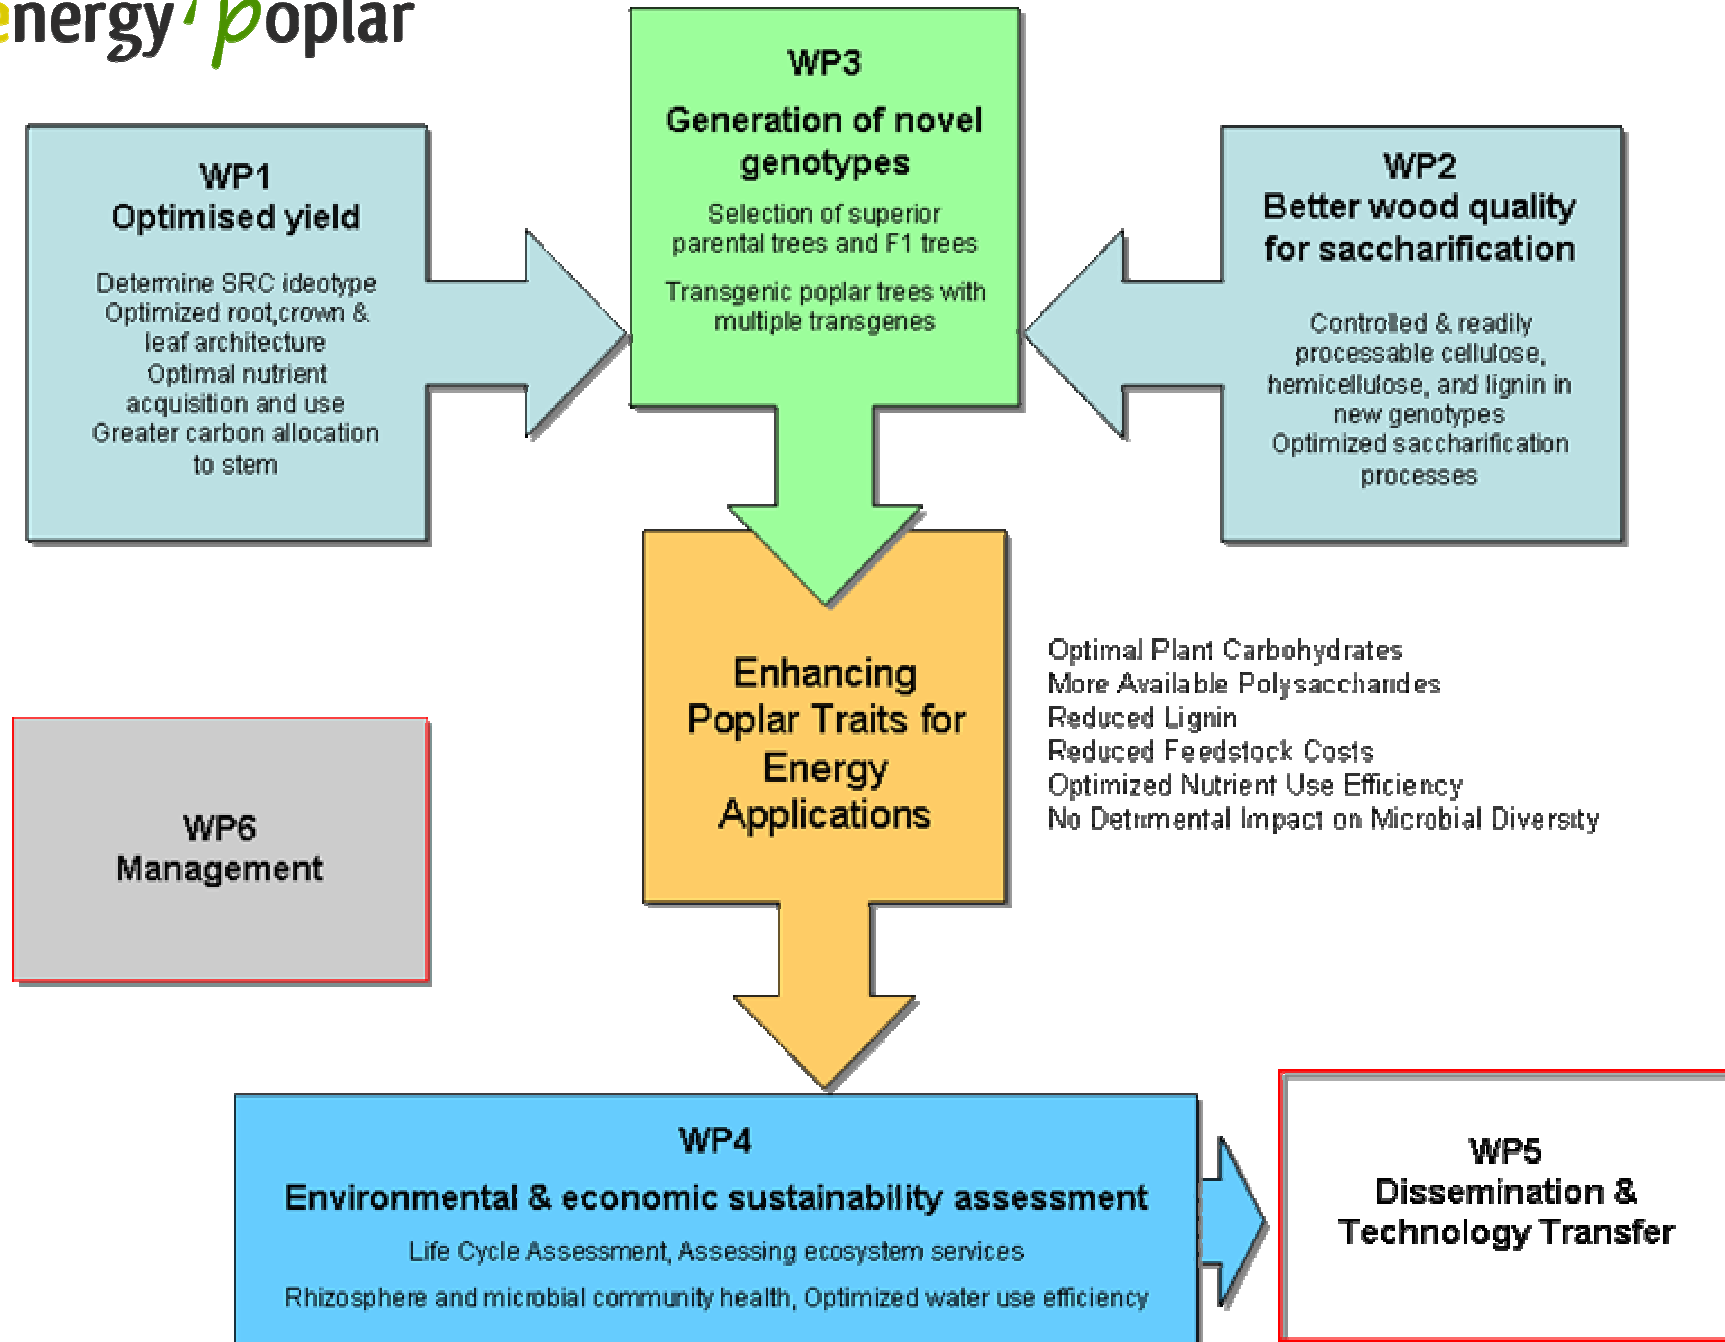 energy poplar
WP3
Generation of novel
genotypes
Selection of superior
parental trees and F1 trees
Transgenic poplar trees with
multiple transgenes
WP1
Optimised yield
Determine SRC ideotype
Optimized root,crown &
leaf architecture
Optimal nutrient
acquisition and use
Greater carbon allocation
to stem
WP2
Better wood quality
for saccharification
Controlled & readily
processable cellulose,
hemicellulose, and lignin in
new genotypes
Optimized saccharification
processes
Enhancing
Poplar Traits for
Energy
Applications
Optimal Plant Carbohydrates
More Available Polysaccharides
Reduced Lignin
Reduced Feedstock Costs
Optimized Nutrient Use Efficiency
No Detrimental Impact on Microbial Diversity
WP6
Management
WP4
Environmental & economic sustainability assessment
Life Cycle Assessment, Assessing ecosystem services
Rhizosphere and microbial community health, Optimized water use efficiency
WP5
Dissemination &
Technology Transfer